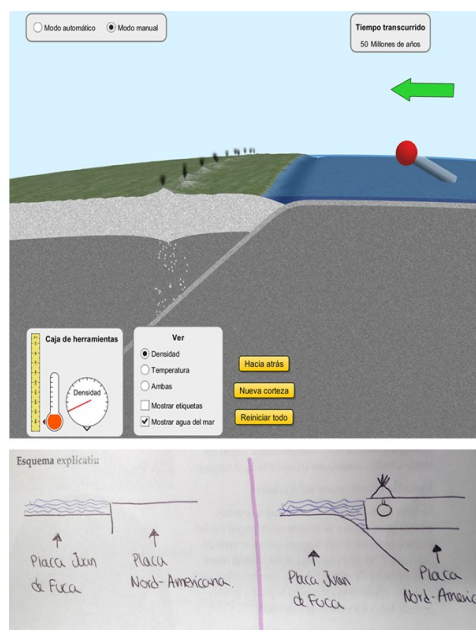 Modo automático
Modo manual
Tiempo transcurrido
50 Millones de años
Caja de herramientas
Densidad
Ver
Densidad
Temperatura
Ambas
Mostrar etiquetas
Mostrar agua del mar
Hacia atrás
Nueva corteza
Reiniciar todo
Esquema explicatiu
Placa Juan
de Fuca
Placa
Nord-Americana.
Placa Juan
de Fuca
Placa
Nord-Americ